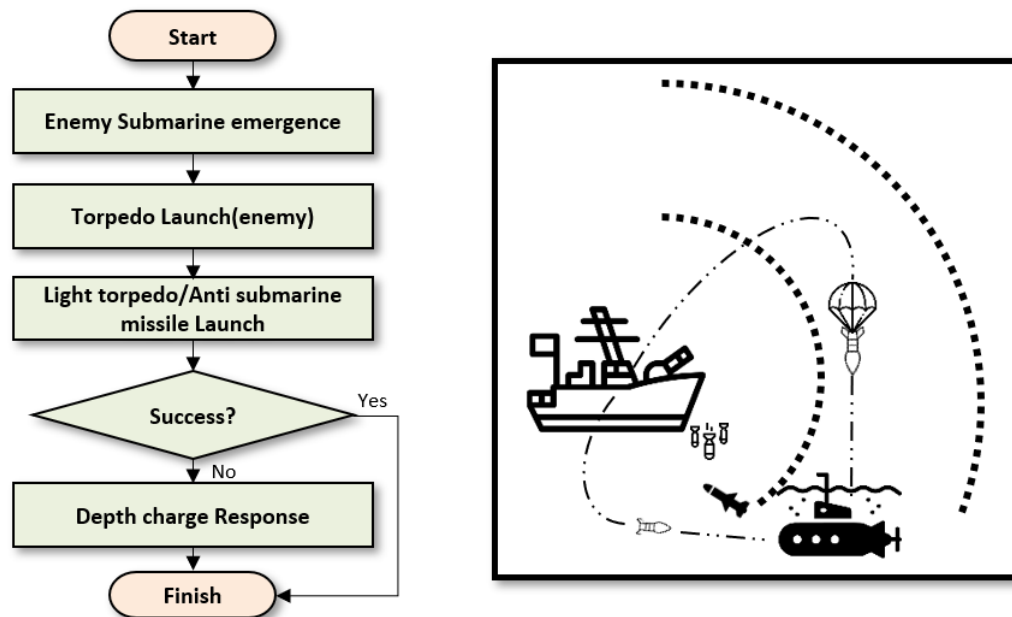 Start
Enemy Submarine emergence
Torpedo Launch(enemy)
Light torpedo/Anti submarine
missile Launch
Success?
Yes
No
Depth charge Response
Finish